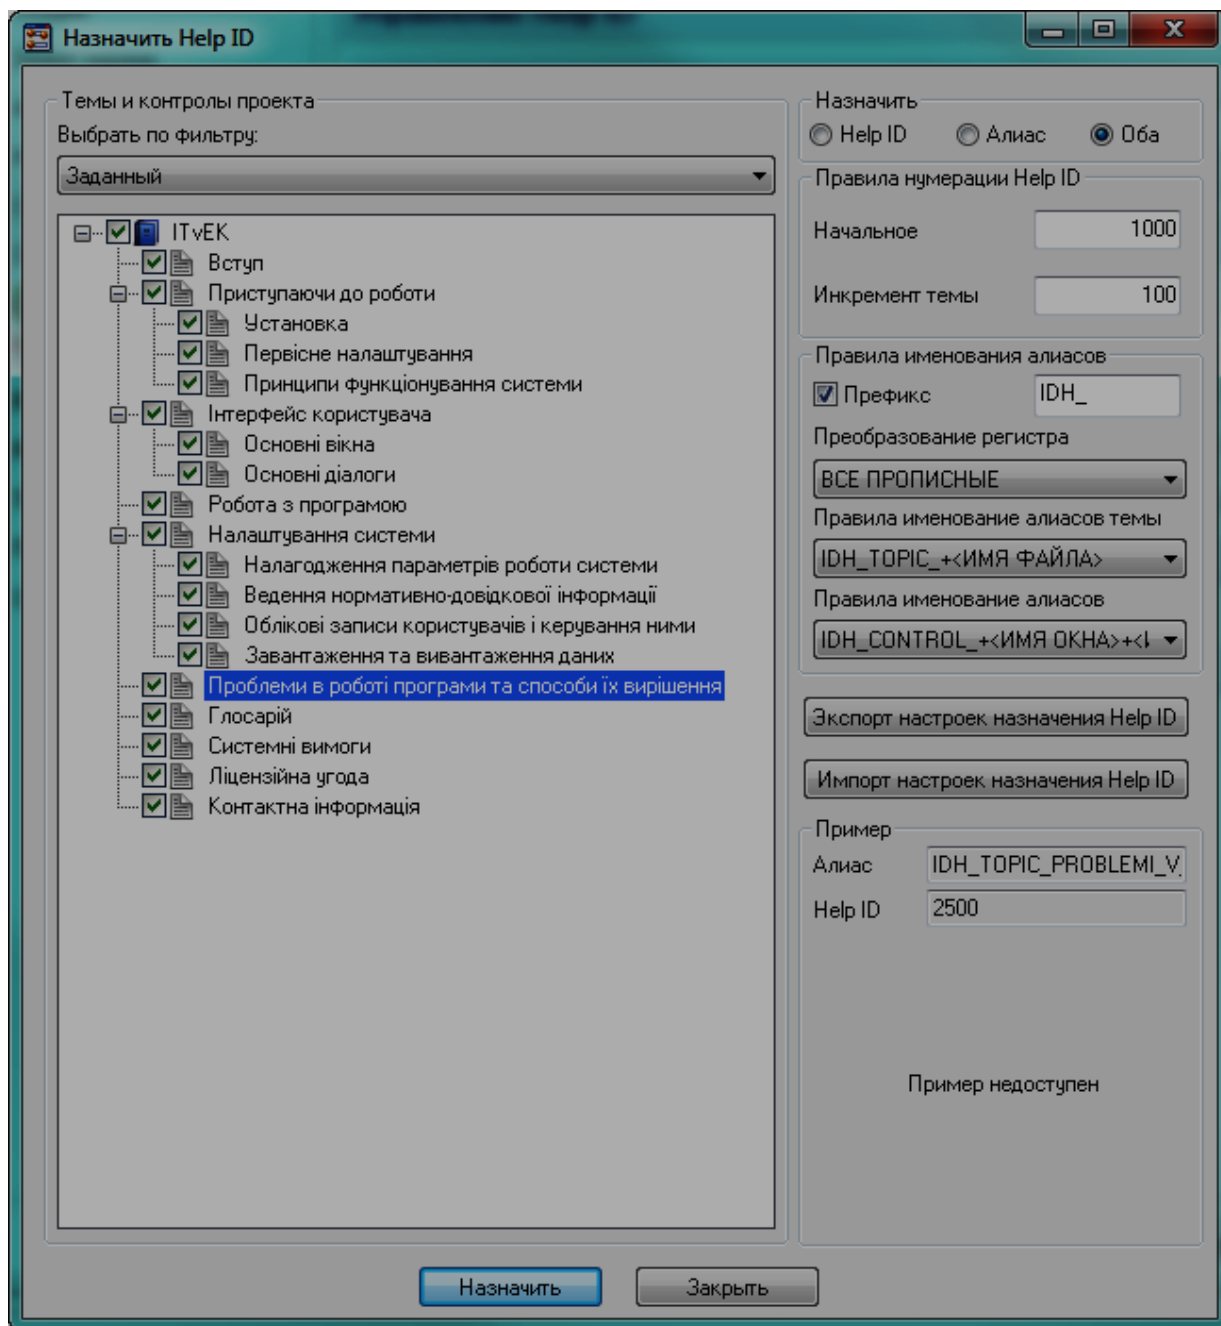 Назначить Help ID
Темы и контролы проекта
Выбрать по фильтру:
Заданный
ITvEK
Вступ
Приступаючи до роботи
Установка
Первісне налаштування
Принципи функціонування системи
Інтерфейс користувача
Основні вікна
Основні діалоги
Робота з програмою
Налаштування системи
Налагодження параметрів роботи системи
Ведення нормативно-довідкової інформації
Облікові записи користувачів і керування ними
Завантаження та вивантаження даних
Проблеми в роботі програми та способи їх вирішення
Глосарій
Системні вимоги
Ліцензійна угода
Контактна інформація
Назначить
Help ID Алиас Оба
Правила нумерации Help ID
Начальное 1000
Инкремент темы 100
Правила именования алиасов
Префикс IDH_
Преобразование регистра
ВСЕ ПРОПИСНЫЕ
Правила именование алиасов темы
IDH_TOPIC_+<ИМЯ ФАЙЛА>
Правила именование алиасов
IDH_CONTROL_+<ИМЯ ОКНА>+<
Экспорт настроек назначения Help ID
Импорт настроек назначения Help ID
Пример
Алиас IDH_TOPIC_PROBLEMI_V_
Help ID 2500
Пример недоступен
Назначить Закрыть